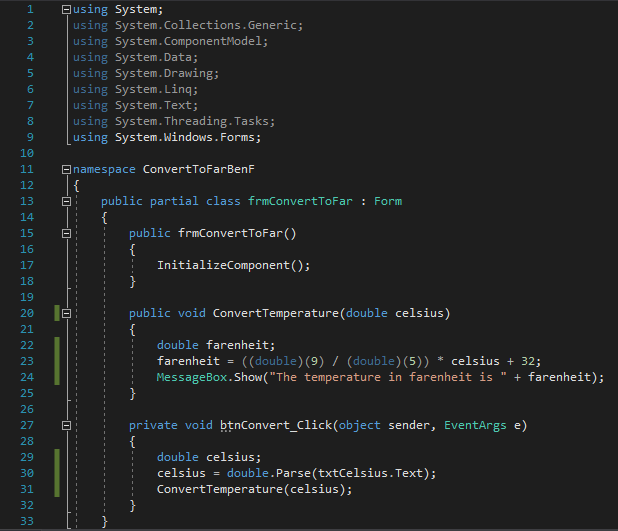 1 using System;
2 using System.Collections.Generic;
3 using System.ComponentModel;
4 using System.Data;
5 using System.Drawing;
6 using System.Linq;
7 using System.Text;
8 using System.Threading.Tasks;
9 using System.Windows.Forms;
10
11 namespace ConvertToFarBenF
12 {
13 public partial class frmConvertToFar : Form
14 {
15 public frmConvertToFar()
16 {
17 InitializeComponent();
18 }
19
20 public void ConvertTemperature(double celsius)
21 {
22 double farenheit;
23 farenheit = ((double)(9) / (double)(5)) * celsius + 32;
24 MessageBox.Show("The temperature in farenheit is " + farenheit);
25 }
26
27 private void btnConvert_Click(object sender, EventArgs e)
28 {
29 double celsius;
30 celsius = double.Parse(txtCelsius.Text);
31 ConvertTemperature(celsius);
32 }
33 }